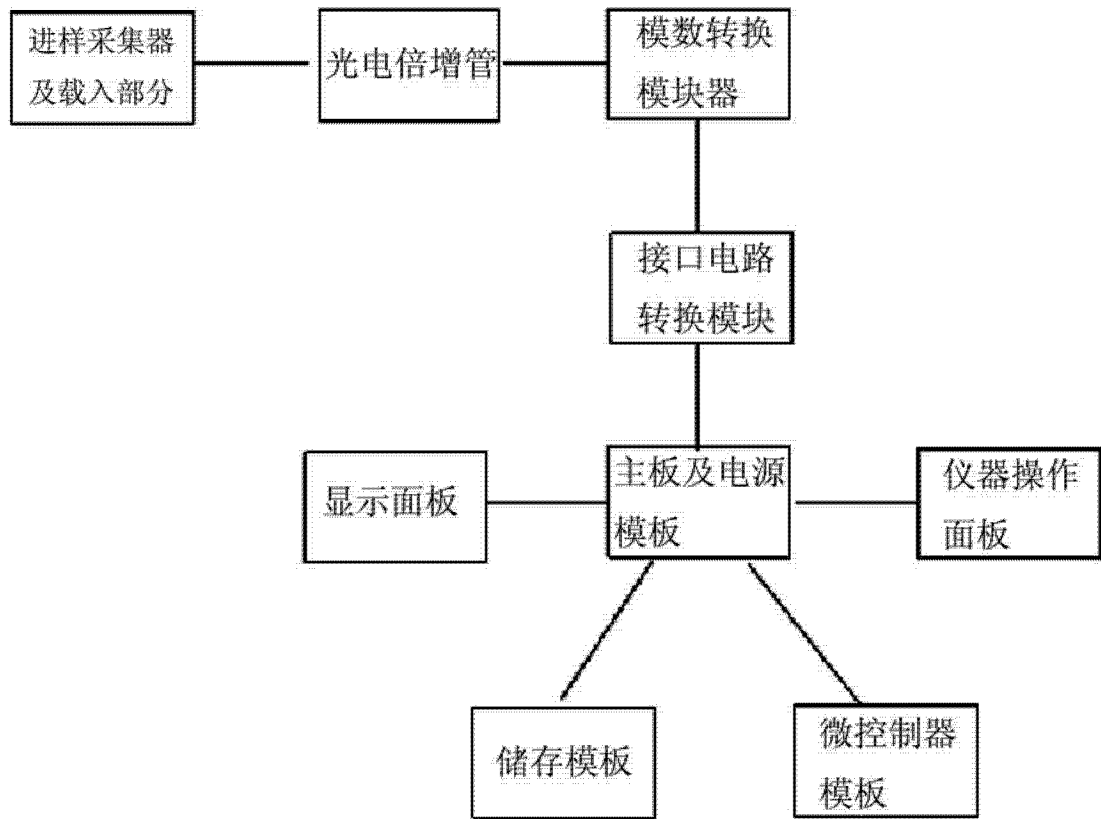 进样采集器
及载入部分
光电倍增管
模数转换
模块器
接口电路
转换模块
显示面板
主板及电源
模板
仪器操作
面板
储存模板
微控制器
模板